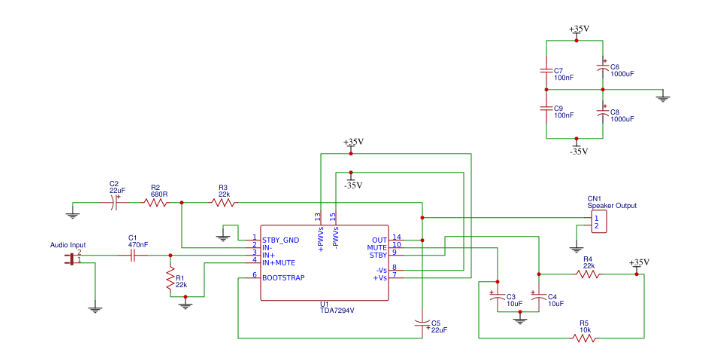 +35V
C7
100nF
C6
1000uF
C9
100nF
C8
1000uF
-35V
+35V
-35V
C2
22uF
R2
680R
R3
22k
CN1
Speaker Output
1
2
13
15
+PWVs
-PWVs
Audio Input
2
1
C1
470nF
R1
22k
1 STBY_GND
2 IN-
3 IN+
4 IN+MUTE
6 BOOTSTRAP
OUT 14
MUTE 10
STBY 9
-Vs 8
+Vs 7
U1
TDA7294V
C5
22uF
C3
10uF
C4
10uF
R4
22k
+35V
R5
10k